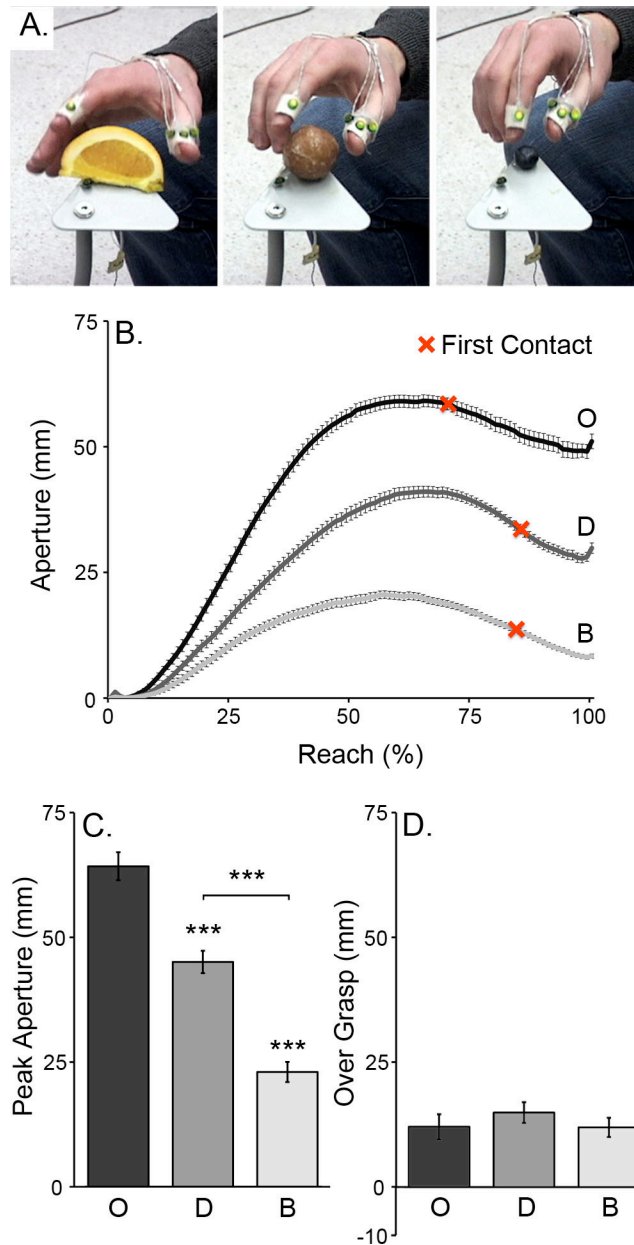 A.
75
B.
× First Contact
O
50
Aperture (mm)
D
25
B
0
0 25 50 75 100
Reach (%)
75 C.
***
***
50
Peak Aperture (mm)
25
***
0
O D B
75 D.
50
Over Grasp (mm)
25
0
-10
O D B